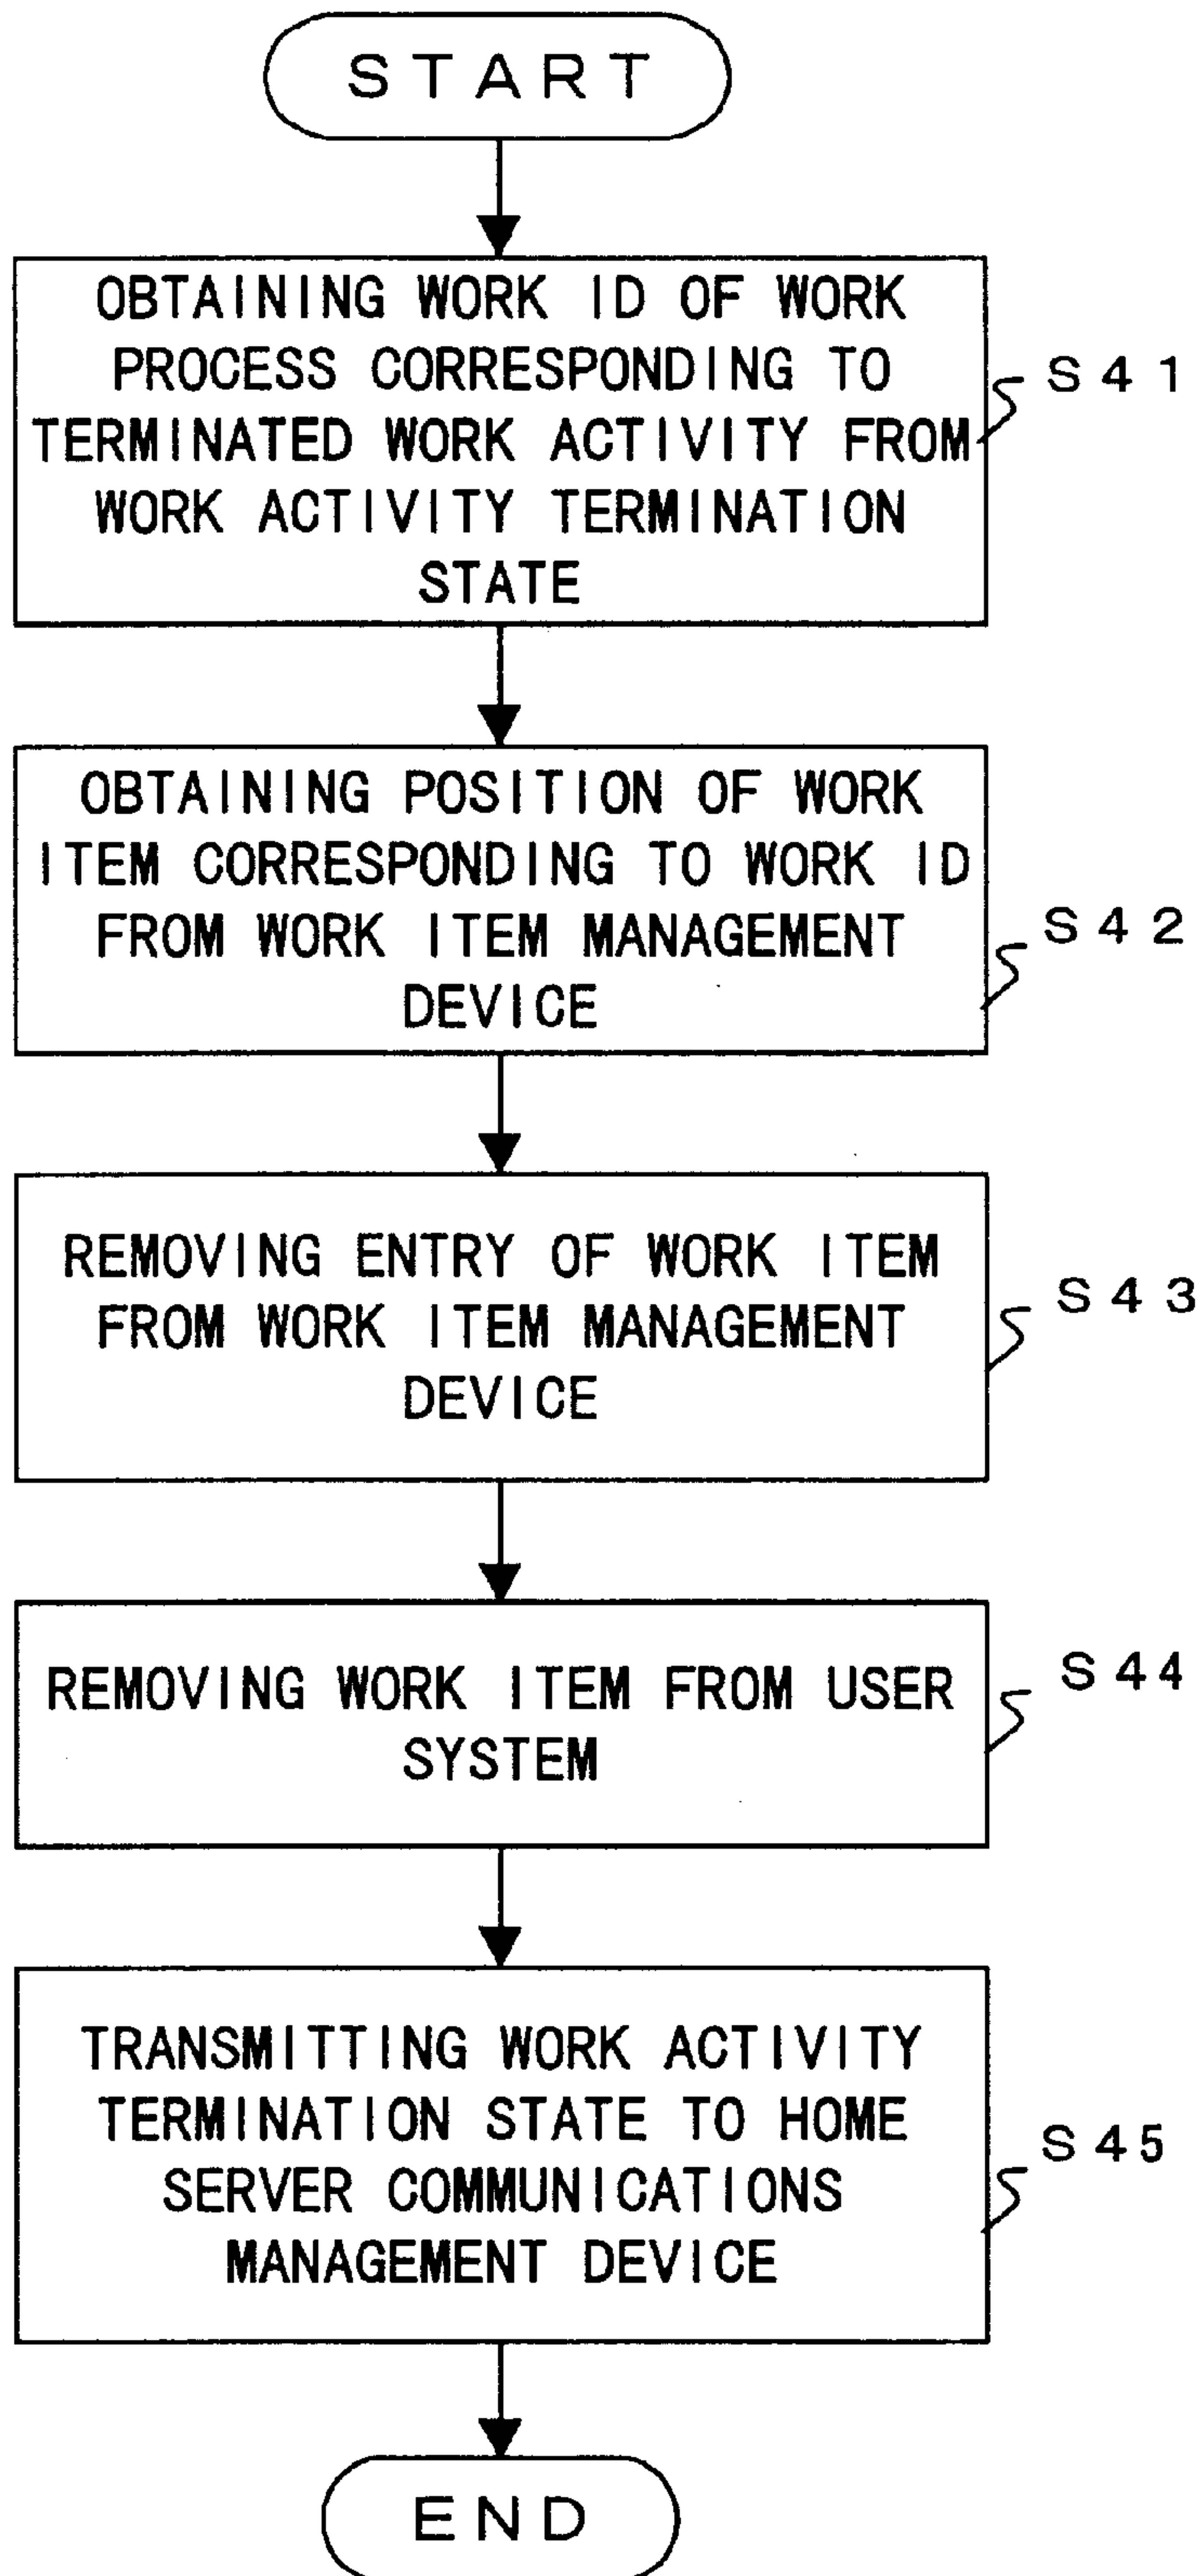 START
OBTAINING WORK ID OF WORK
PROCESS CORRESPONDING TO
TERMINATED WORK ACTIVITY FROM
WORK ACTIVITY TERMINATION
STATE
S41
OBTAINING POSITION OF WORK
ITEM CORRESPONDING TO WORK ID
FROM WORK ITEM MANAGEMENT
DEVICE
S42
REMOVING ENTRY OF WORK ITEM
FROM WORK ITEM MANAGEMENT
DEVICE
S43
REMOVING WORK ITEM FROM USER
SYSTEM
S44
TRANSMITTING WORK ACTIVITY
TERMINATION STATE TO HOME
SERVER COMMUNICATIONS
MANAGEMENT DEVICE
S45
END